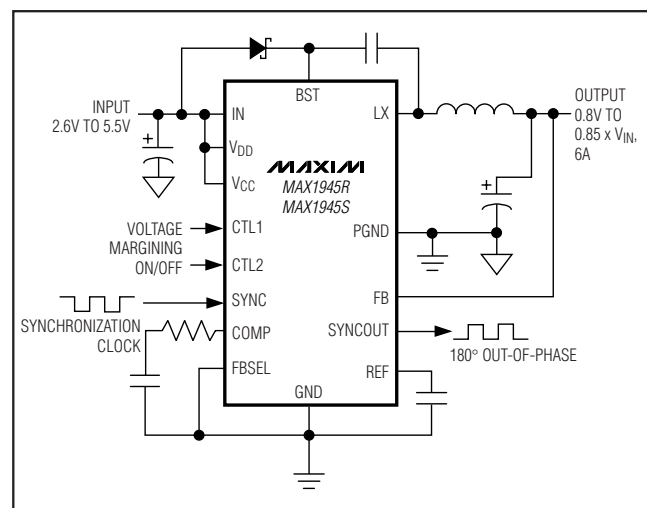 INPUT
2.6V TO 5.5V
BST
IN
VDD
VCC
LX
OUTPUT
0.8V TO
0.85 x VIN,
6A
MAXIM
MAX1945R
MAX1945S
VOLTAGE
MARGINING
ON/OFF
CTL1
CTL2
PGND
SYNC
FB
SYNCHRONIZATION
CLOCK
COMP
SYNCOUT
180° OUT-OF-PHASE
FBSEL
REF
GND